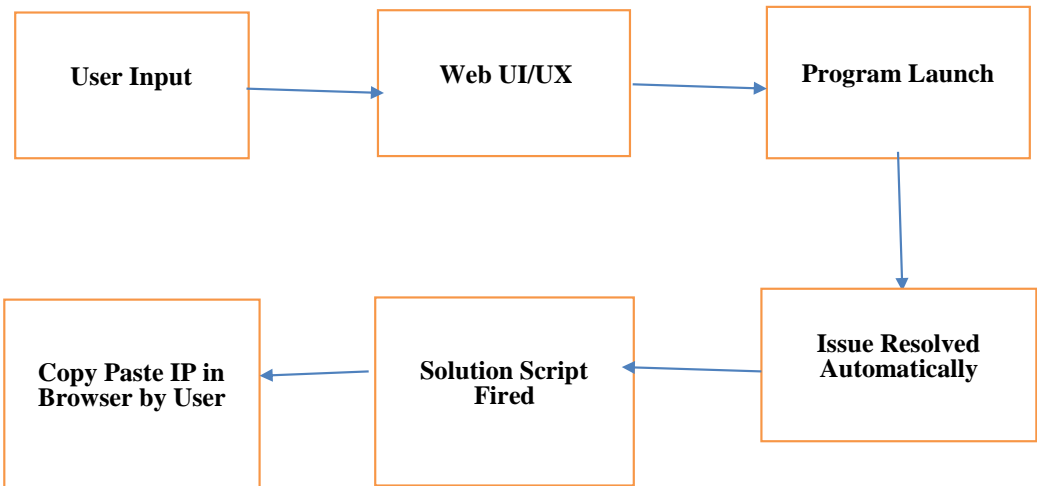 User Input
Web UI/UX
Program Launch
Issue Resolved
Automatically
Solution Script
Fired
Copy Paste IP in
Browser by User